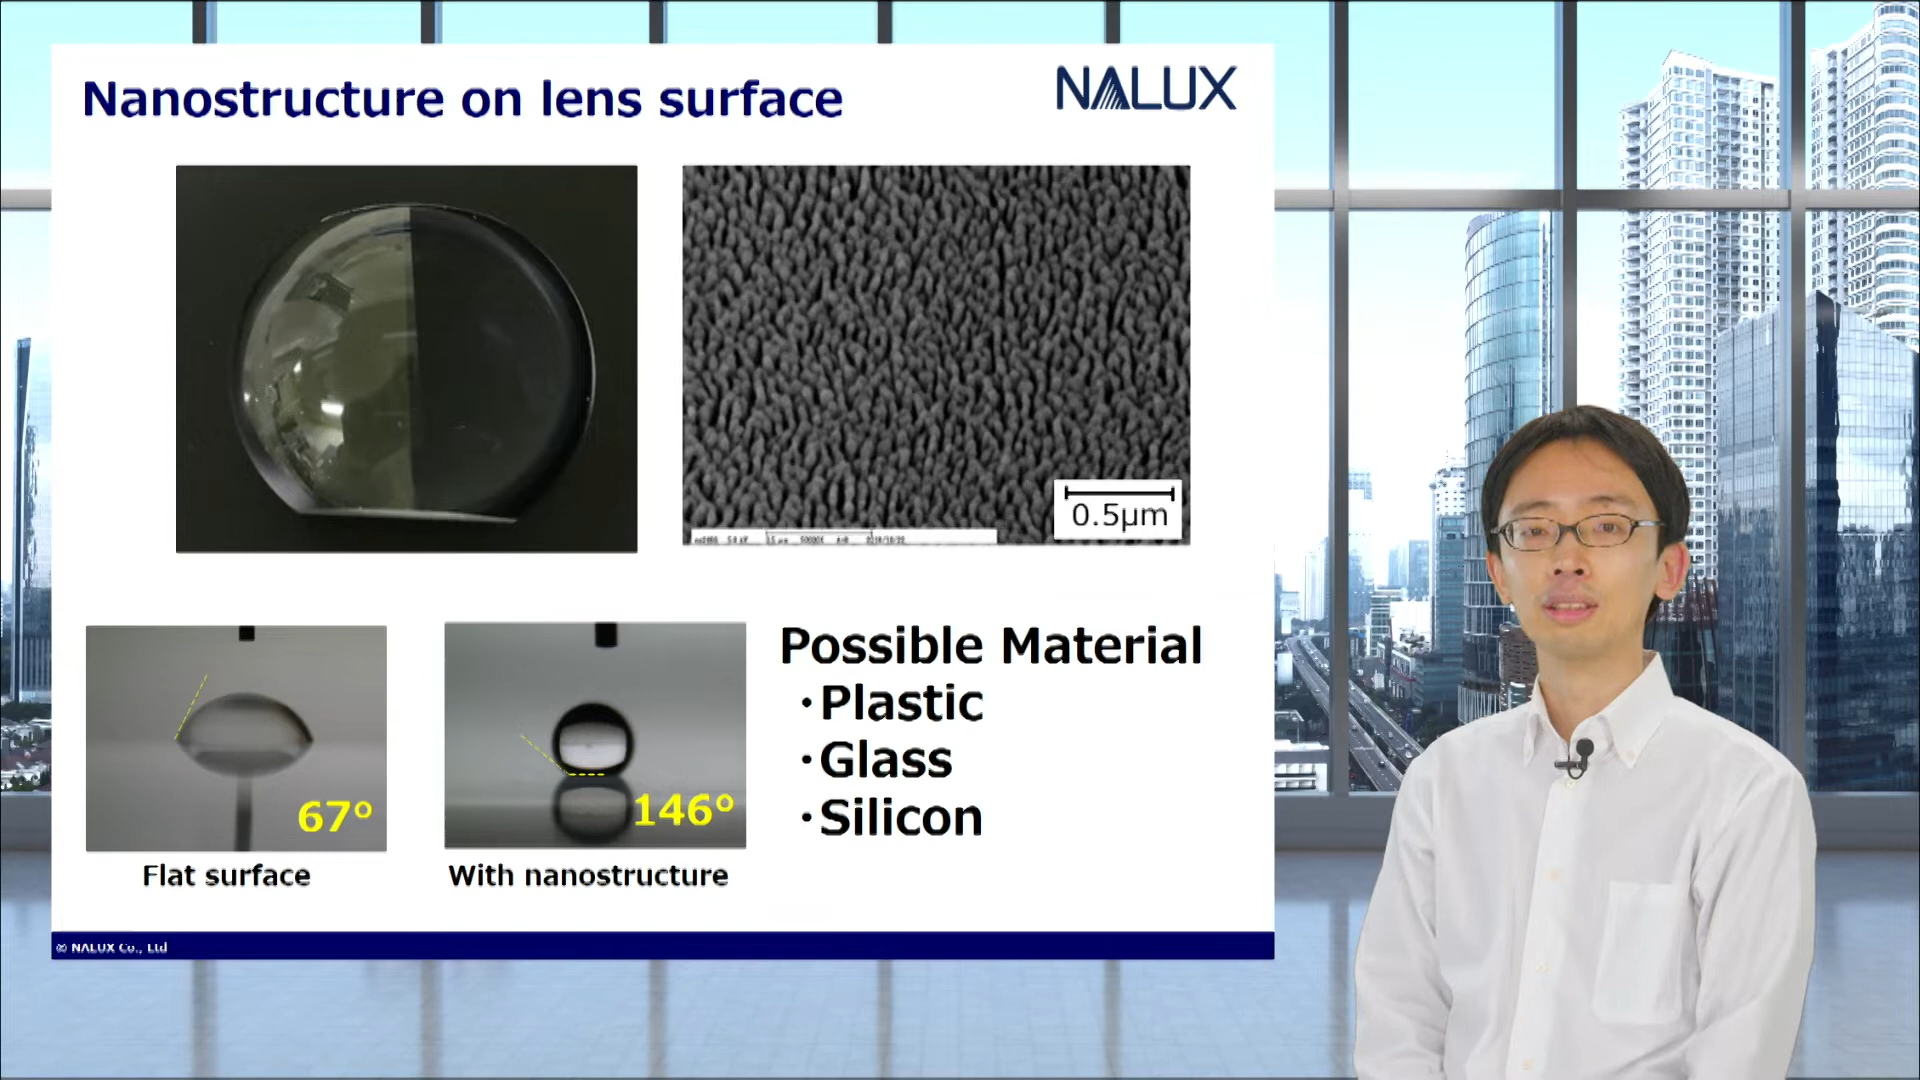 Nanostructure on lens surface
NALUX
0.5μm
67°
146°
Flat surface
With nanostructure
Possible Material
・Plastic
・Glass
・Silicon
© NALUX Co., Ltd